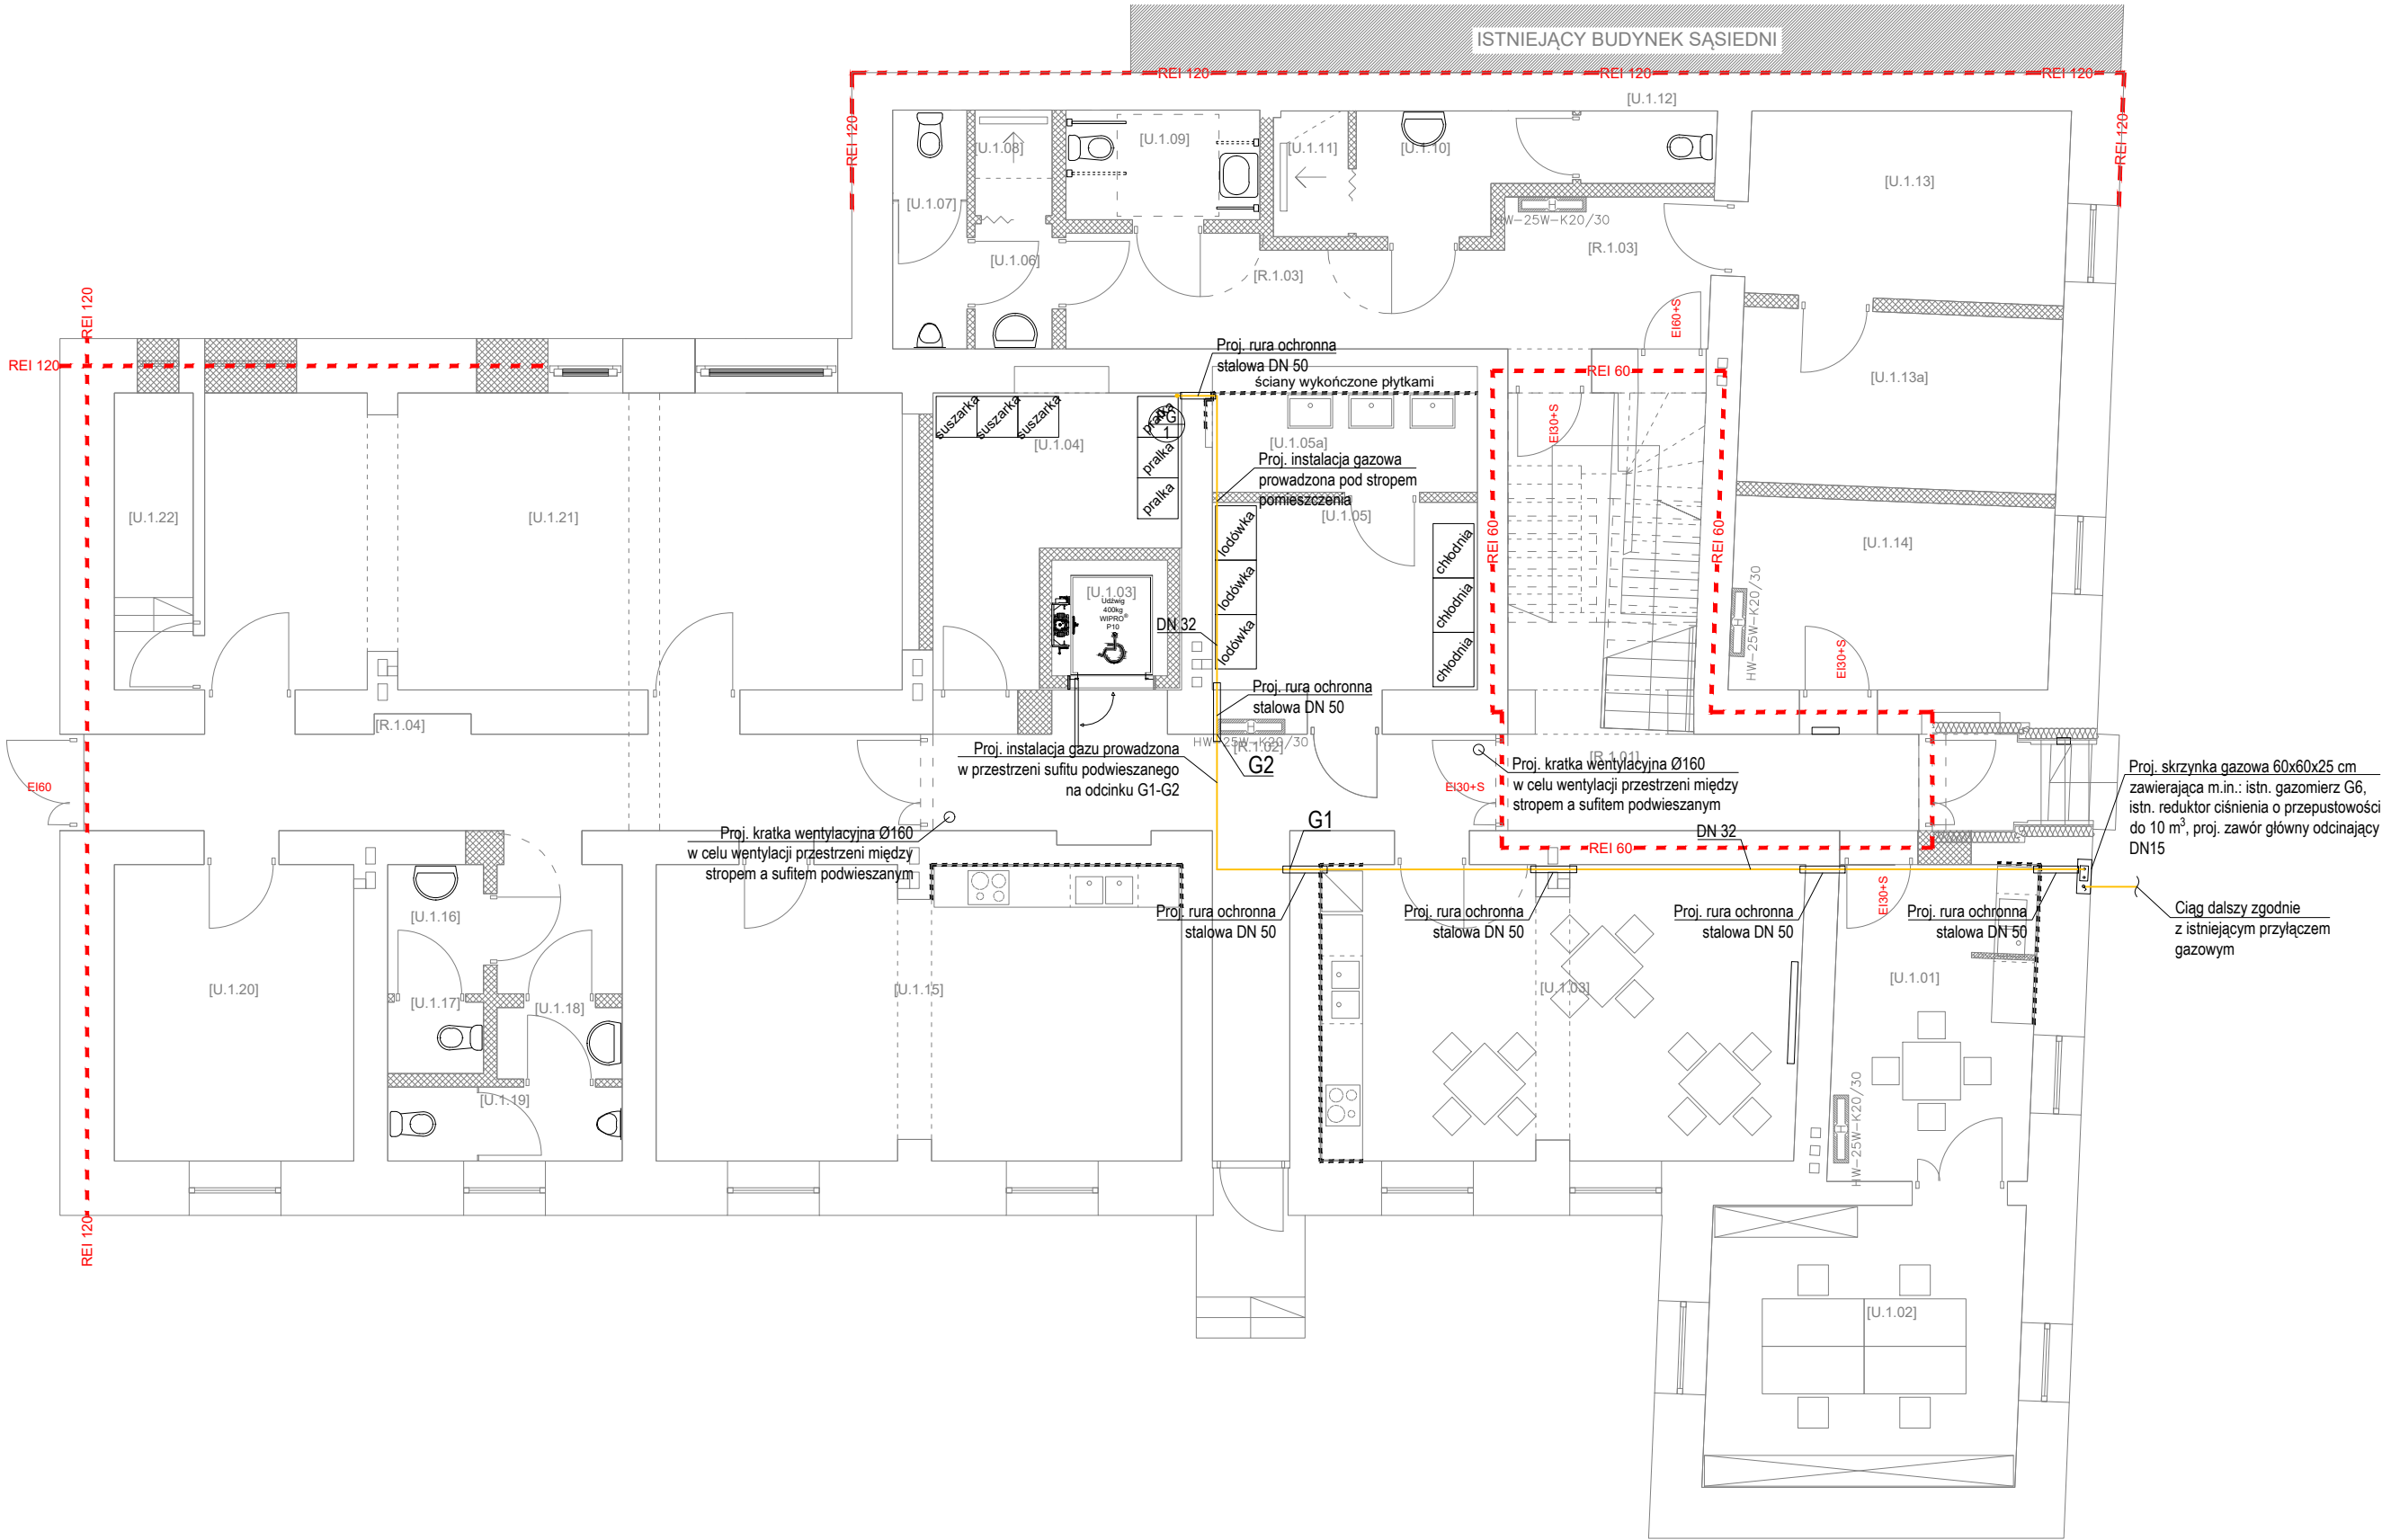 ISTNIEJĄCY BUDYNEK SĄSIEDNI
REI 120
REI 120
REI 120
REI 120
REI 120
[U.1.12]
[U.1.08]
[U.1.09]
[U.1.11]
[U.1.10]
[U.1.13]
[U.1.07]
HW-25W-K20/30
[R.1.03]
[U.1.06]
[R.1.03]
EI60+S
REI 120
REI 120
Proj. rura ochronna
stalowa DN 50
ściany wykończone płytkami
REI 60
[U.1.13a]
suszarka
suszarka
suszarka
pralka
G
1
pralka
pralka
[U.1.04]
[U.1.05a]
EI30+S
Proj. instalacja gazowa
prowadzona pod stropem
pomieszczenia
[U.1.22]
[U.1.21]
[U.1.05]
REI 60
REI 60
[U.1.14]
lodówka
lodówka
lodówka
chłodnia
chłodnia
chłodnia
[U.1.03]
Udźwig
400kg
WIPRO®
P10
DN 32
HW-25W-K20/30
EI30+S
Proj. rura ochronna
stalowa DN 50
[R.1.04]
HW-25W-K20/30
[R.1.02]
G2
Proj. instalacja gazu prowadzona
w przestrzeni sufitu podwieszanego
na odcinku G1-G2
[R.1.01]
Proj. kratka wentylacyjna Ø160
w celu wentylacji przestrzeni między
stropem a sufitem podwieszanym
EI30+S
EI60
Proj. skrzynka gazowa 60x60x25 cm
zawierająca m.in.: istn. gazomierz G6,
istn. reduktor ciśnienia o przepustowości
do 10 m³, proj. zawór główny odcinający
DN15
Proj. kratka wentylacyjna Ø160
w celu wentylacji przestrzeni między
stropem a sufitem podwieszanym
G1
DN 32
REI 60
EI30+S
Proj. rura ochronna
stalowa DN 50
Proj. rura ochronna
stalowa DN 50
Proj. rura ochronna
stalowa DN 50
Proj. rura ochronna
stalowa DN 50
Ciąg dalszy zgodnie
z istniejącym przyłączem
gazowym
[U.1.16]
[U.1.20]
[U.1.17]
[U.1.18]
[U.1.15]
[U.1.03]
[U.1.01]
[U.1.19]
HW-25W-K20/30
REI 120
[U.1.02]